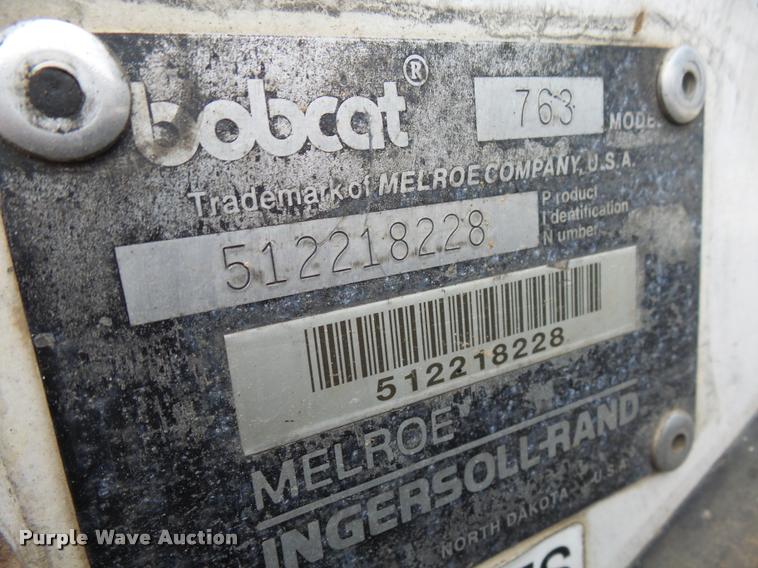 bobcat® 763 MODEL
Trademark of MELROE COMPANY, U.S.A.
512218228 Product Identification Number
512218228
MELROE
INGERSOLL-RAND
NORTH DAKOTA U.S.A.
Purple Wave Auction